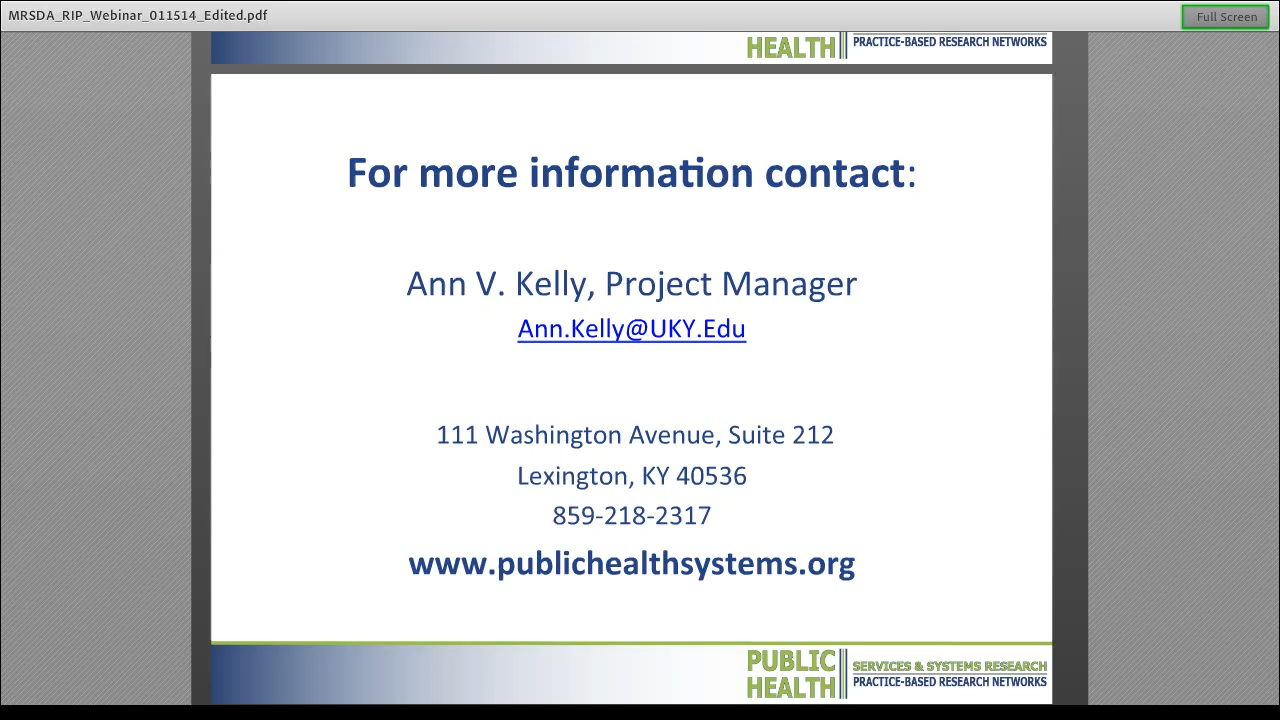 MRSDA_RIP_Webinar_011514_Edited.pdf
Full Screen
HEALTH
PRACTICE-BASED RESEARCH NETWORKS
For more information contact:
Ann V. Kelly, Project Manager
Ann.Kelly@UKY.Edu
111 Washington Avenue, Suite 212
Lexington, KY 40536
859-218-2317
www.publichealthsystems.org
PUBLIC
HEALTH
SERVICES & SYSTEMS RESEARCH
PRACTICE-BASED RESEARCH NETWORKS